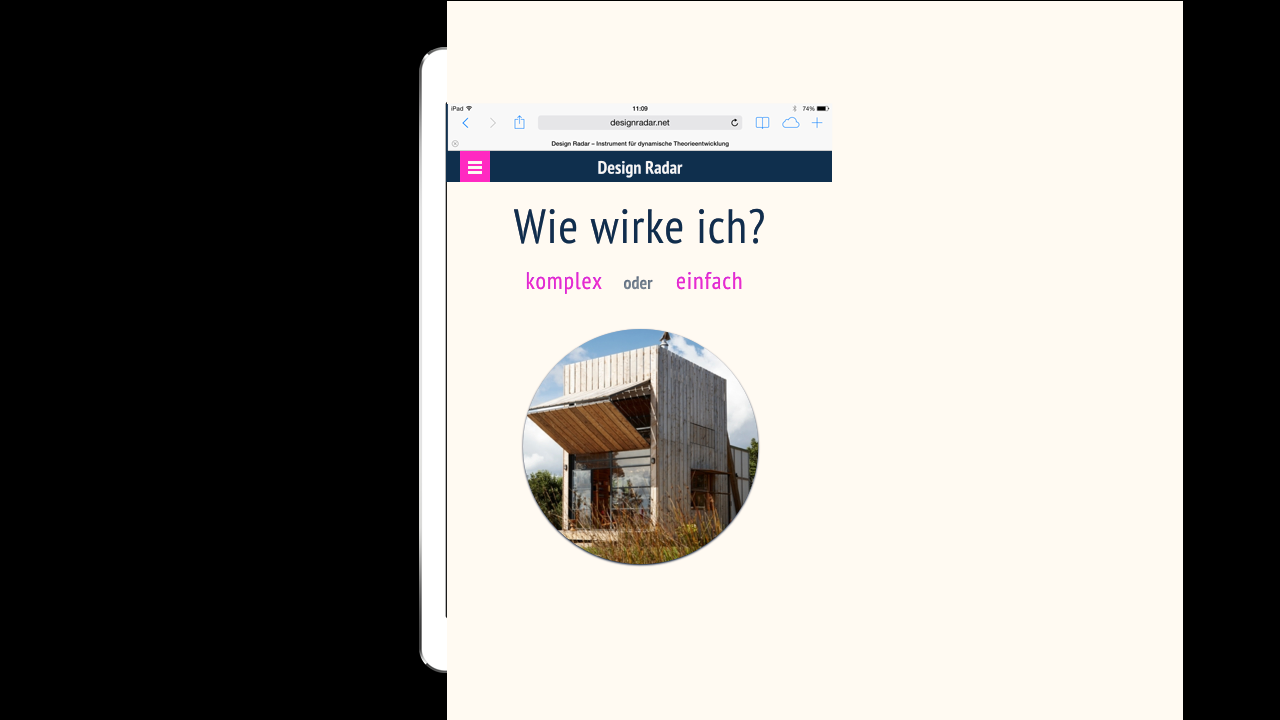 iPad 11:09 74%
designradar.net
Design Radar – Instrument für dynamische Theorieentwicklung
Design Radar
Wie wirke ich?
komplex oder einfach